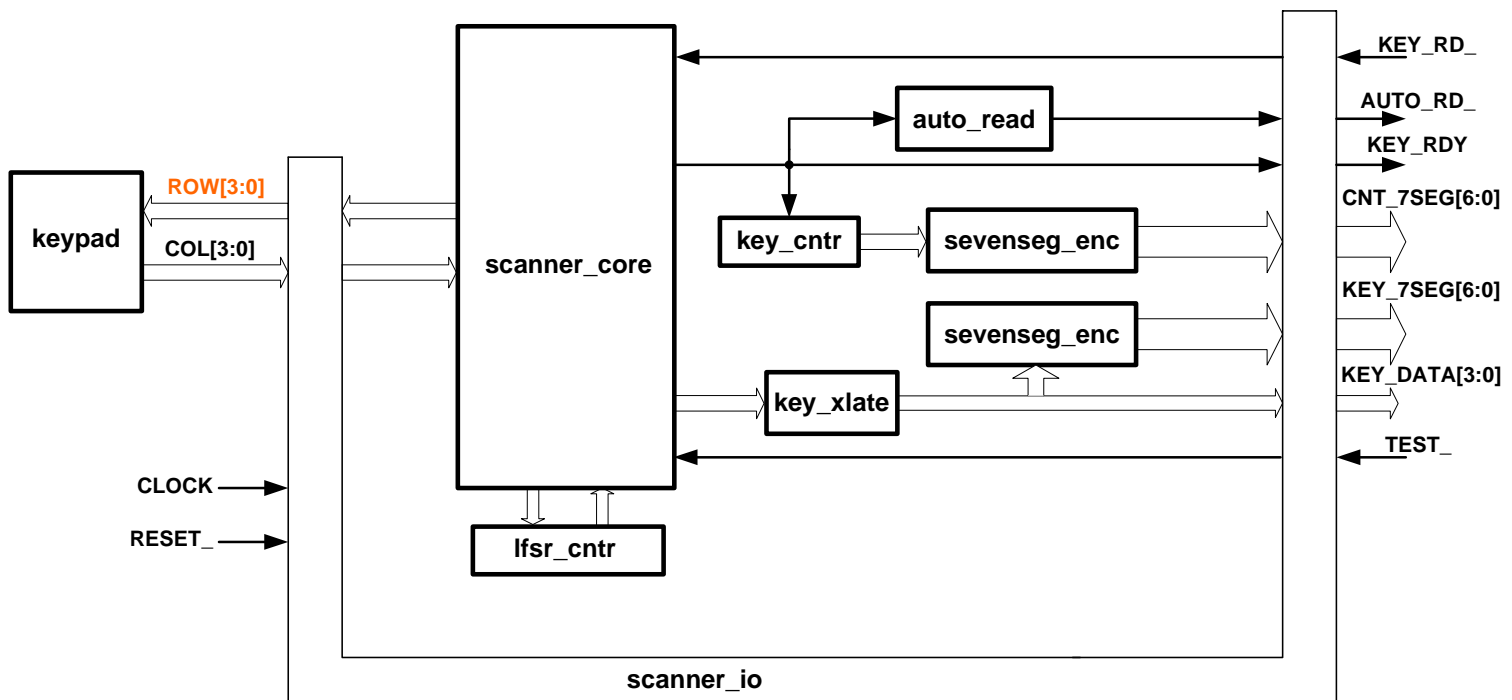 KEY_RD_
AUTO_RD_
auto_read
KEY_RDY
ROW[3:0]
CNT_7SEG[6:0]
keypad
COL[3:0]
scanner_core
key_cntr
sevenseg_enc
KEY_7SEG[6:0]
sevenseg_enc
KEY_DATA[3:0]
key_xlate
TEST_
CLOCK
RESET_
lfsr_cntr
scanner_io